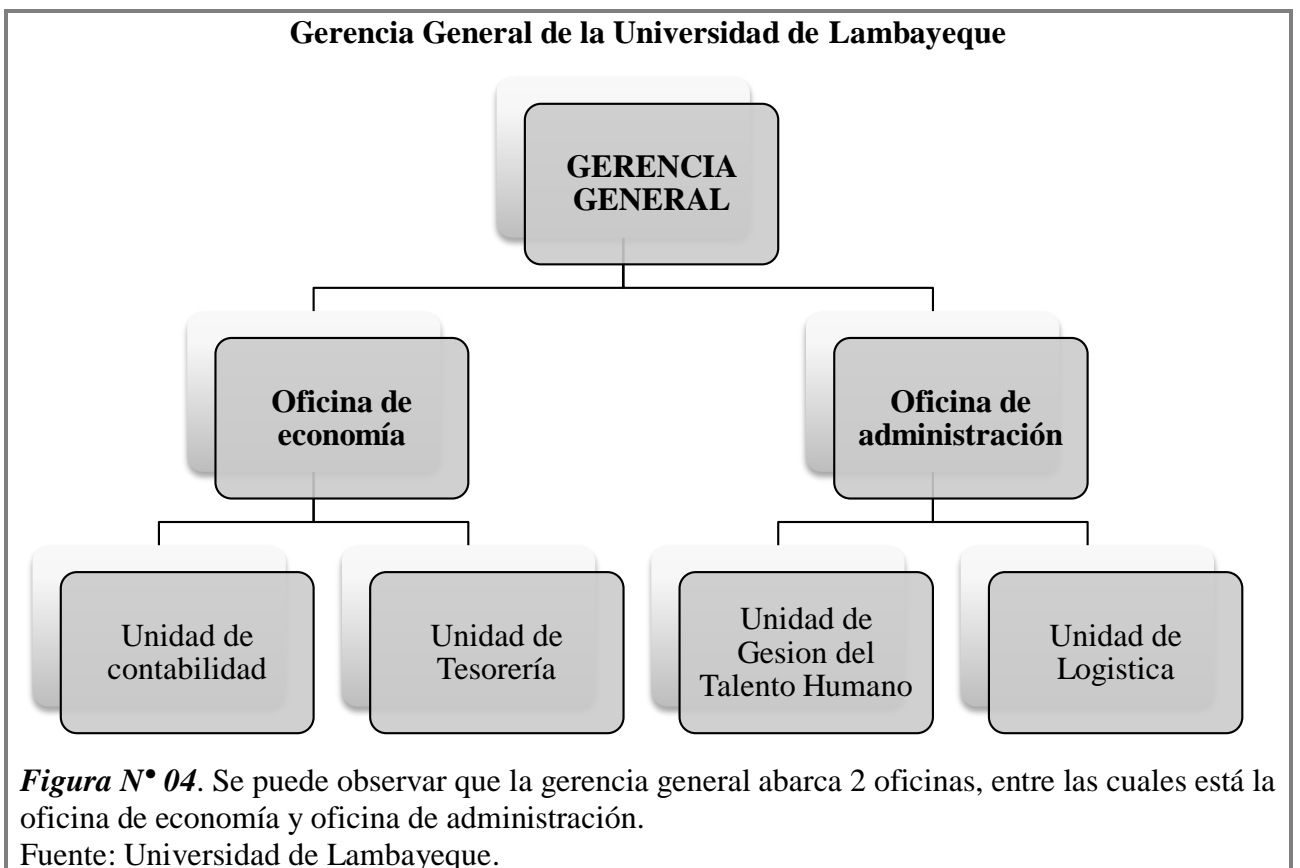 Gerencia General de la Universidad de Lambayeque
GERENCIA
GENERAL
Oficina de
economía
Oficina de
administración
Unidad de
contabilidad
Unidad de
Tesorería
Unidad de
Gesion del
Talento Humano
Unidad de
Logistica
Figura N° 04. Se puede observar que la gerencia general abarca 2 oficinas, entre las cuales está la
oficina de economía y oficina de administración.
Fuente: Universidad de Lambayeque.